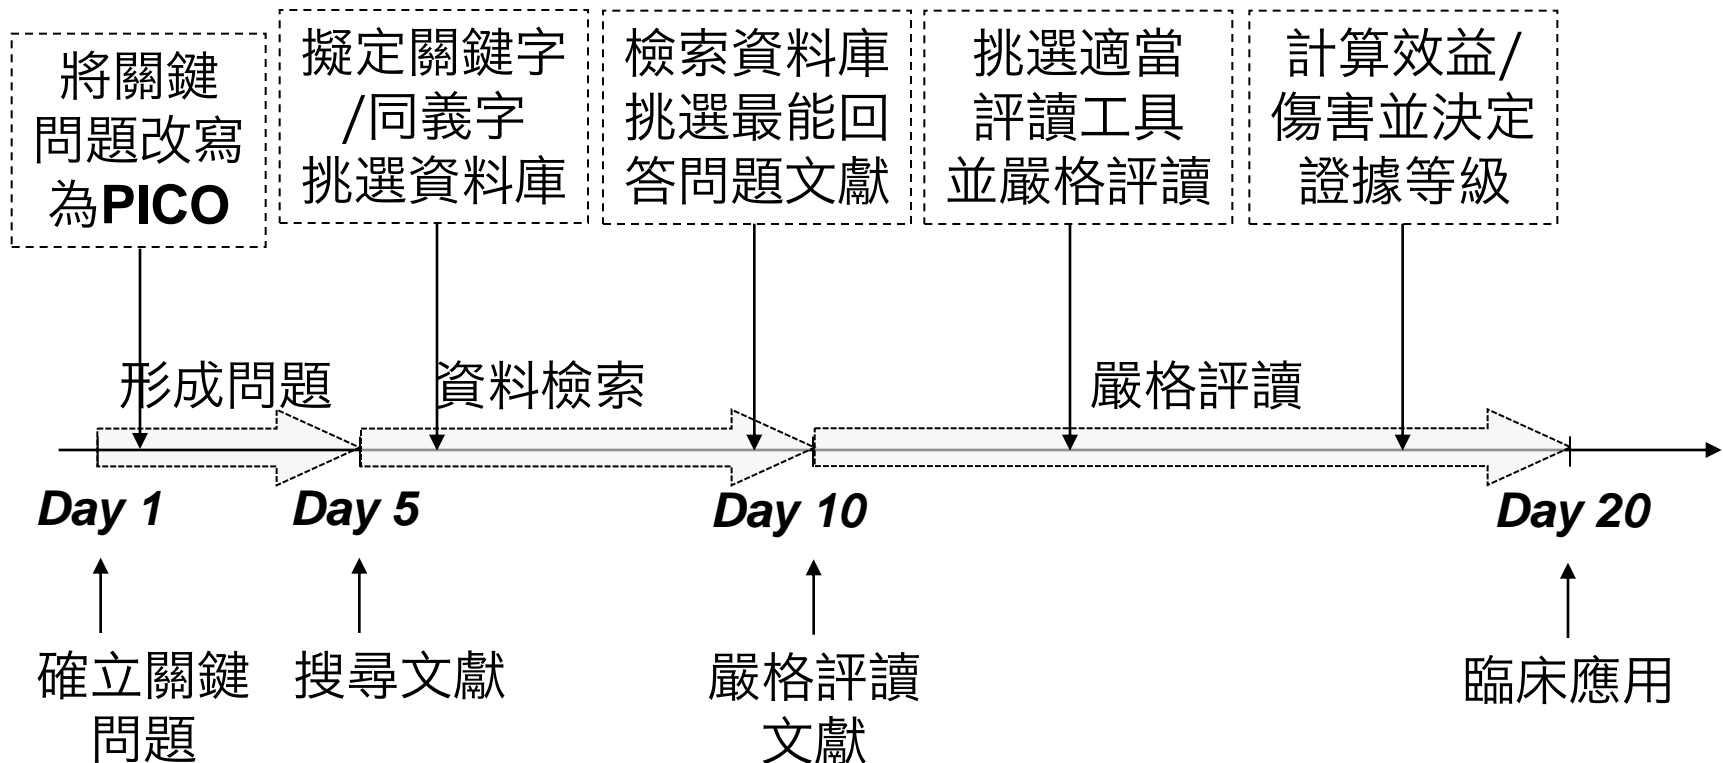 將關鍵
問題改寫
為PICO
擬定關鍵字
/同義字
挑選資料庫
檢索資料庫
挑選最能回
答問題文獻
挑選適當
評讀工具
並嚴格評讀
計算效益/
傷害並決定
證據等級
形成問題
資料檢索
嚴格評讀
Day 1
Day 5
Day 10
Day 20
確立關鍵
問題
搜尋文獻
嚴格評讀
文獻
臨床應用